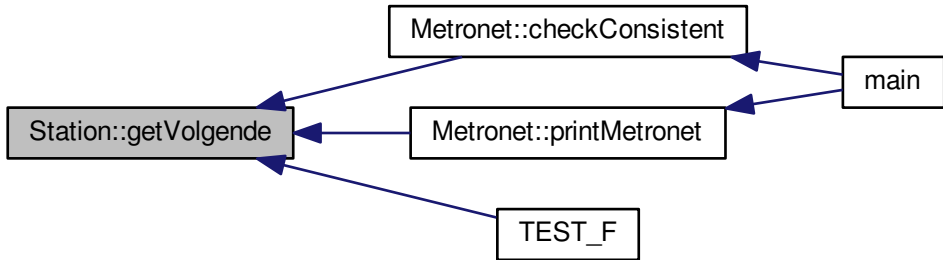 Metronet::checkConsistent
main
Station::getVolgende
Metronet::printMetronet
TEST_F